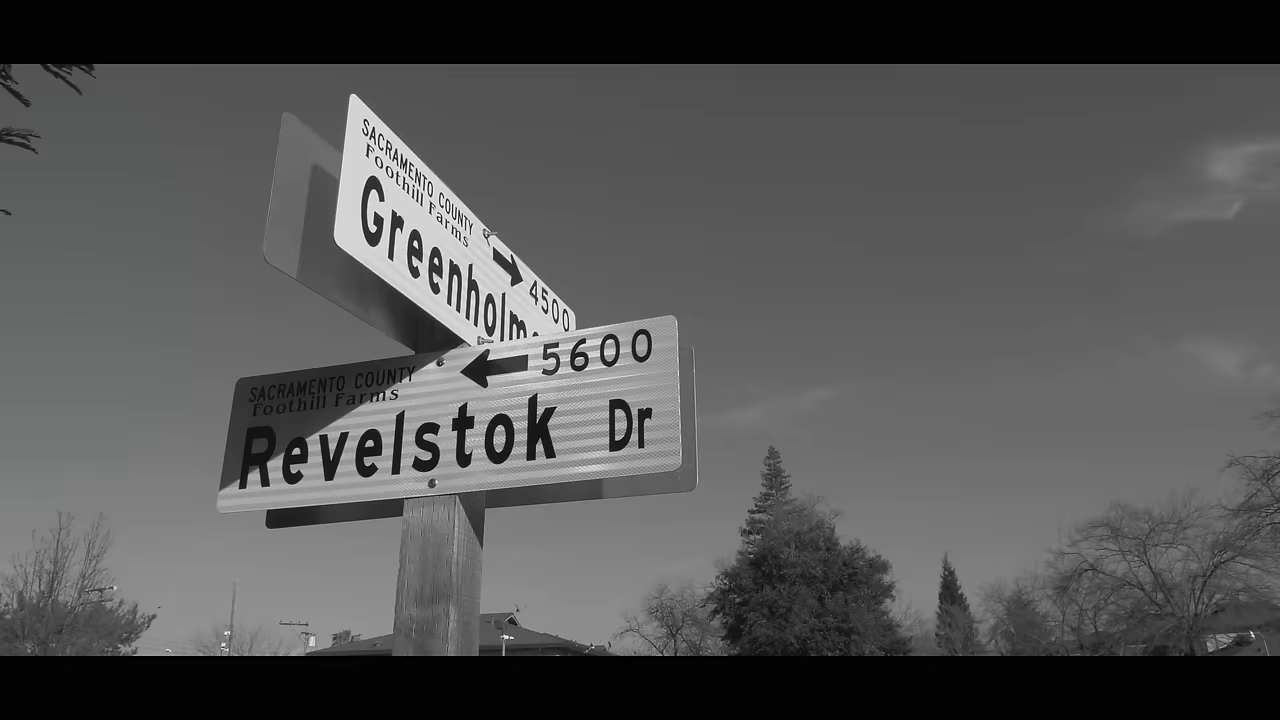 SACRAMENTO COUNTY
Foothill Farms
Greenholm
4500
5600
SACRAMENTO COUNTY
Foothill Farms
Revelstok Dr